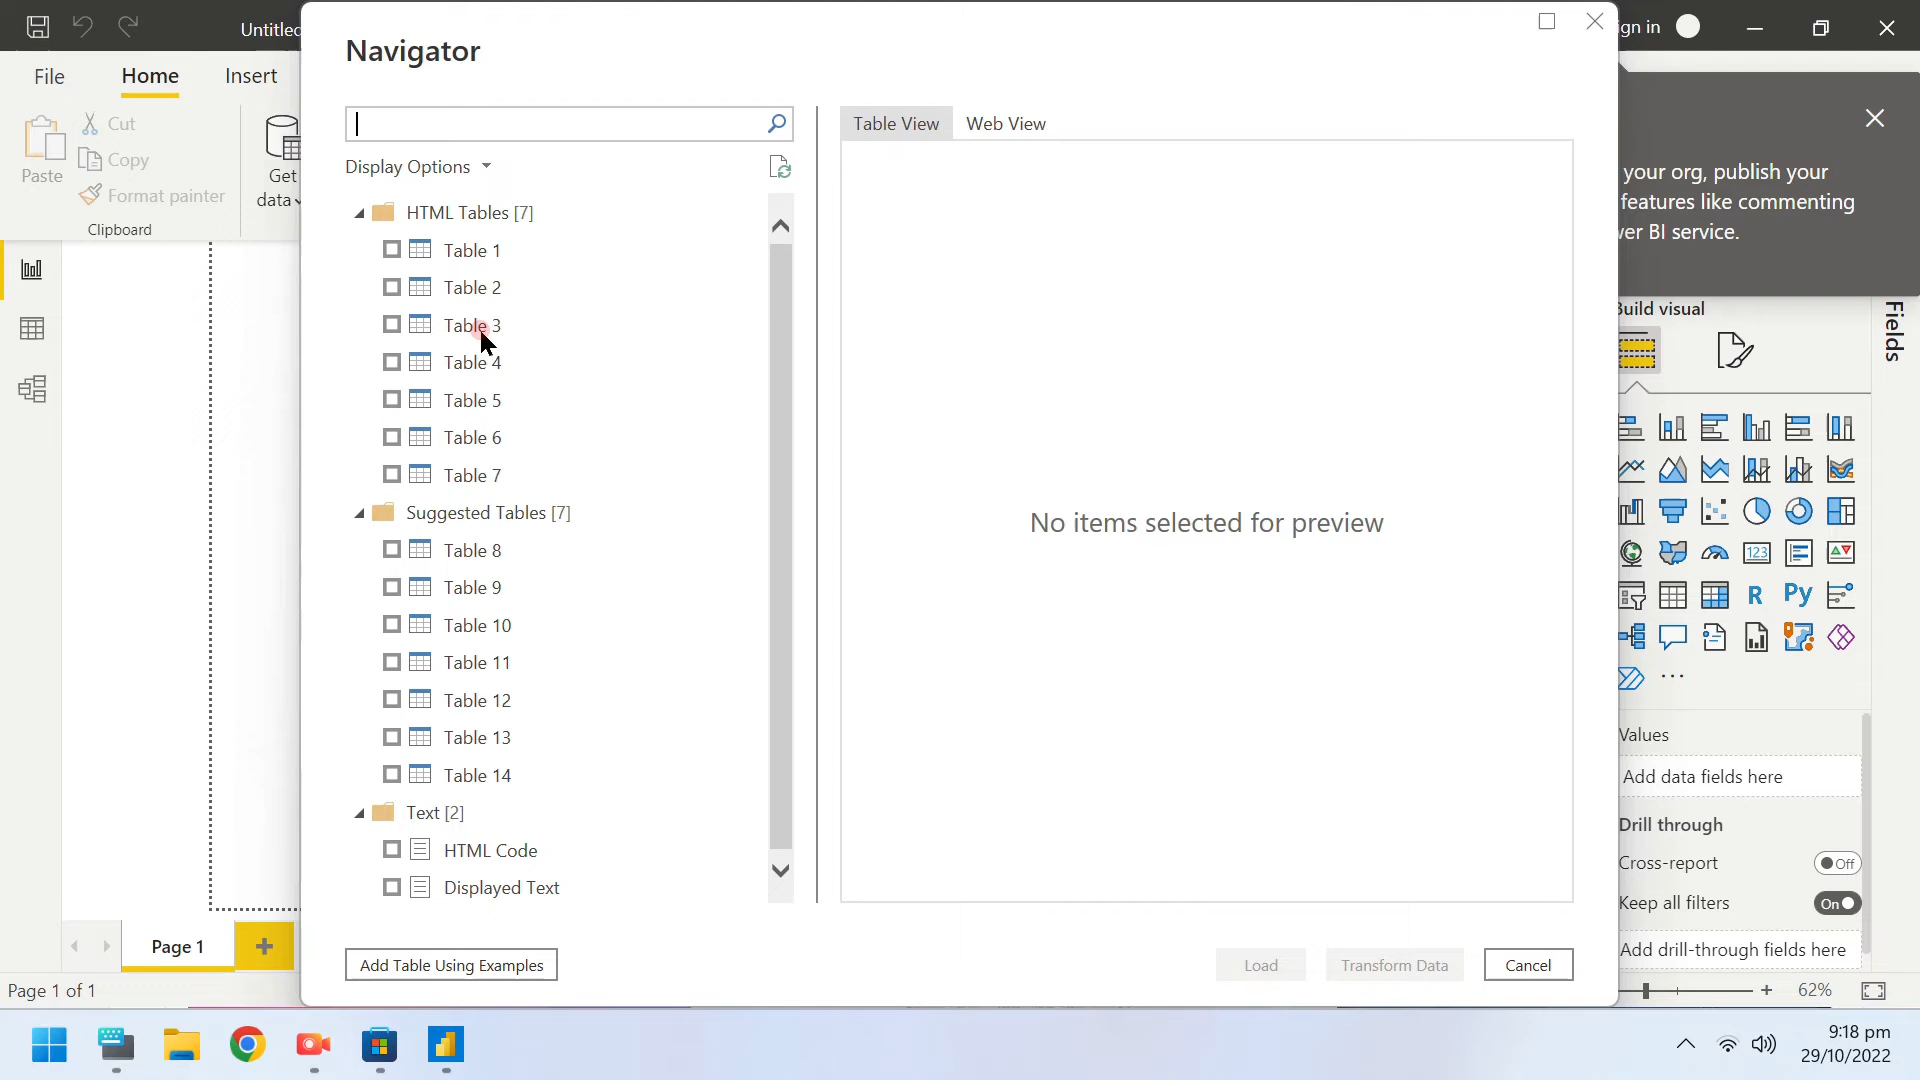 Untitled
gn in
File
Home
Insert
Paste
Cut
Copy
Format painter
Clipboard
Get
data
Navigator
Display Options
HTML Tables [7]
Table 1
Table 2
Table 3
Table 4
Table 5
Table 6
Table 7
Suggested Tables [7]
Table 8
Table 9
Table 10
Table 11
Table 12
Table 13
Table 14
Text [2]
HTML Code
Displayed Text
Add Table Using Examples
Table View
Web View
No items selected for preview
Load
Transform Data
Cancel
your org, publish your
features like commenting
ver BI service.
Build visual
Fields
123
R
Py
Values
Add data fields here
Drill through
Cross-report
Off
Keep all filters
On
Add drill-through fields here
Page 1
Page 1 of 1
62%
9:18 pm
29/10/2022